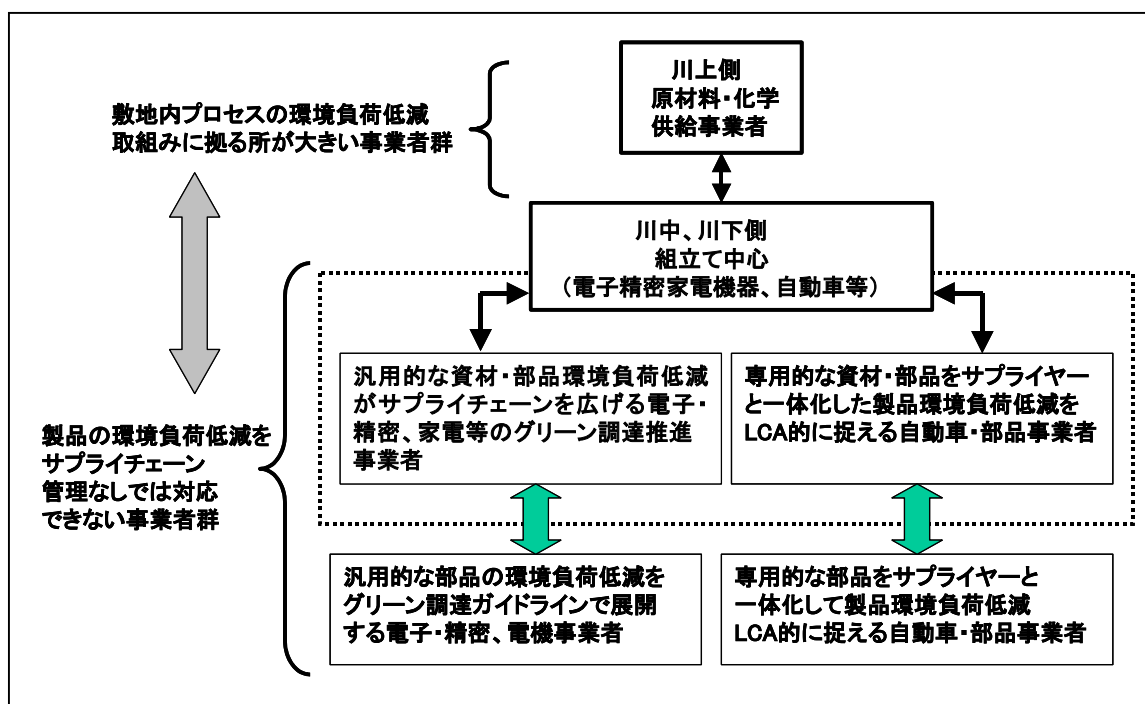 川上側
原材料・化学
供給事業者
敷地内プロセスの環境負荷低減
取組みに拠る所が大きい事業者群
川中、川下側
組立て中心
（電子精密家電機器、自動車等）
汎用的な資材・部品環境負荷低減
がサプライチェーンを広げる電子・
精密、家電等のグリーン調達推進
事業者
専用的な資材・部品をサプライヤー
と一体化した製品環境負荷低減を
LCA的に捉える自動車・部品事業者
製品の環境負荷低減を
サプライチェーン
管理なしでは対応
できない事業者群
汎用的な部品の環境負荷低減を
グリーン調達ガイドラインで展開
する電子・精密、電機事業者
専用的な部品をサプライヤーと
一体化して製品環境負荷低減
LCA的に捉える自動車・部品事業者